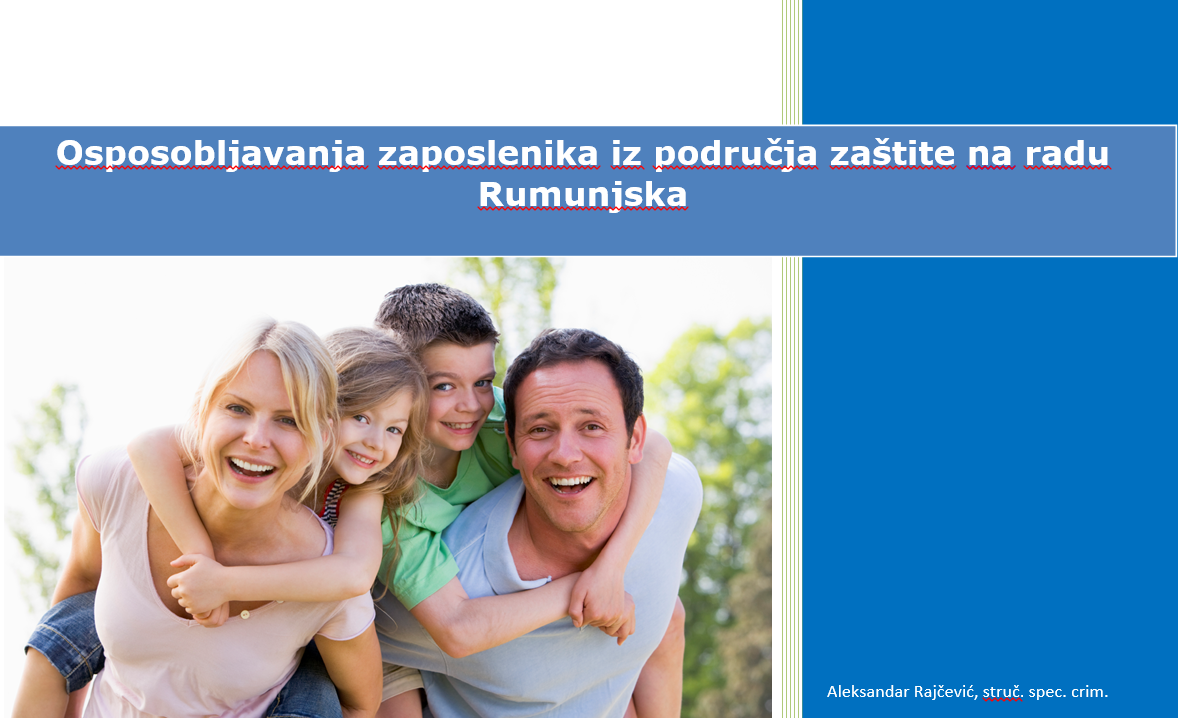 Osposobljavanja zaposlenika iz područja zaštite na radu
Rumunjska
Aleksandar Rajčević, struč. spec. crim.